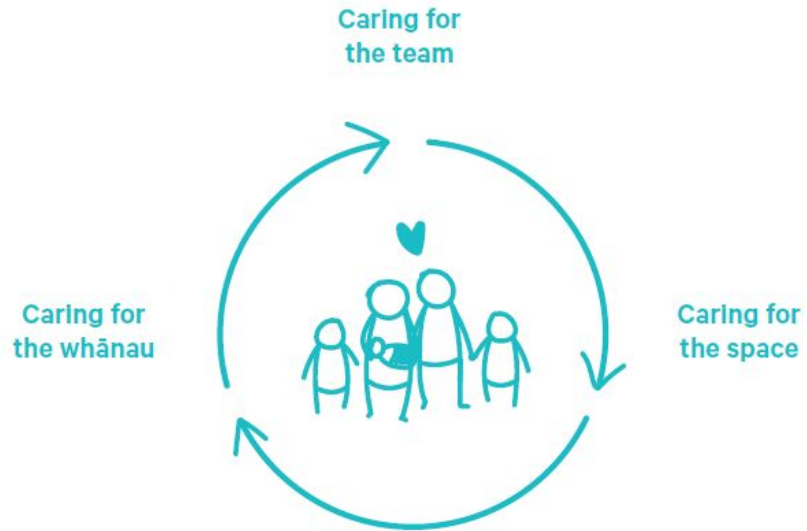 Caring for
the team
Caring for
the whānau
Caring for
the space